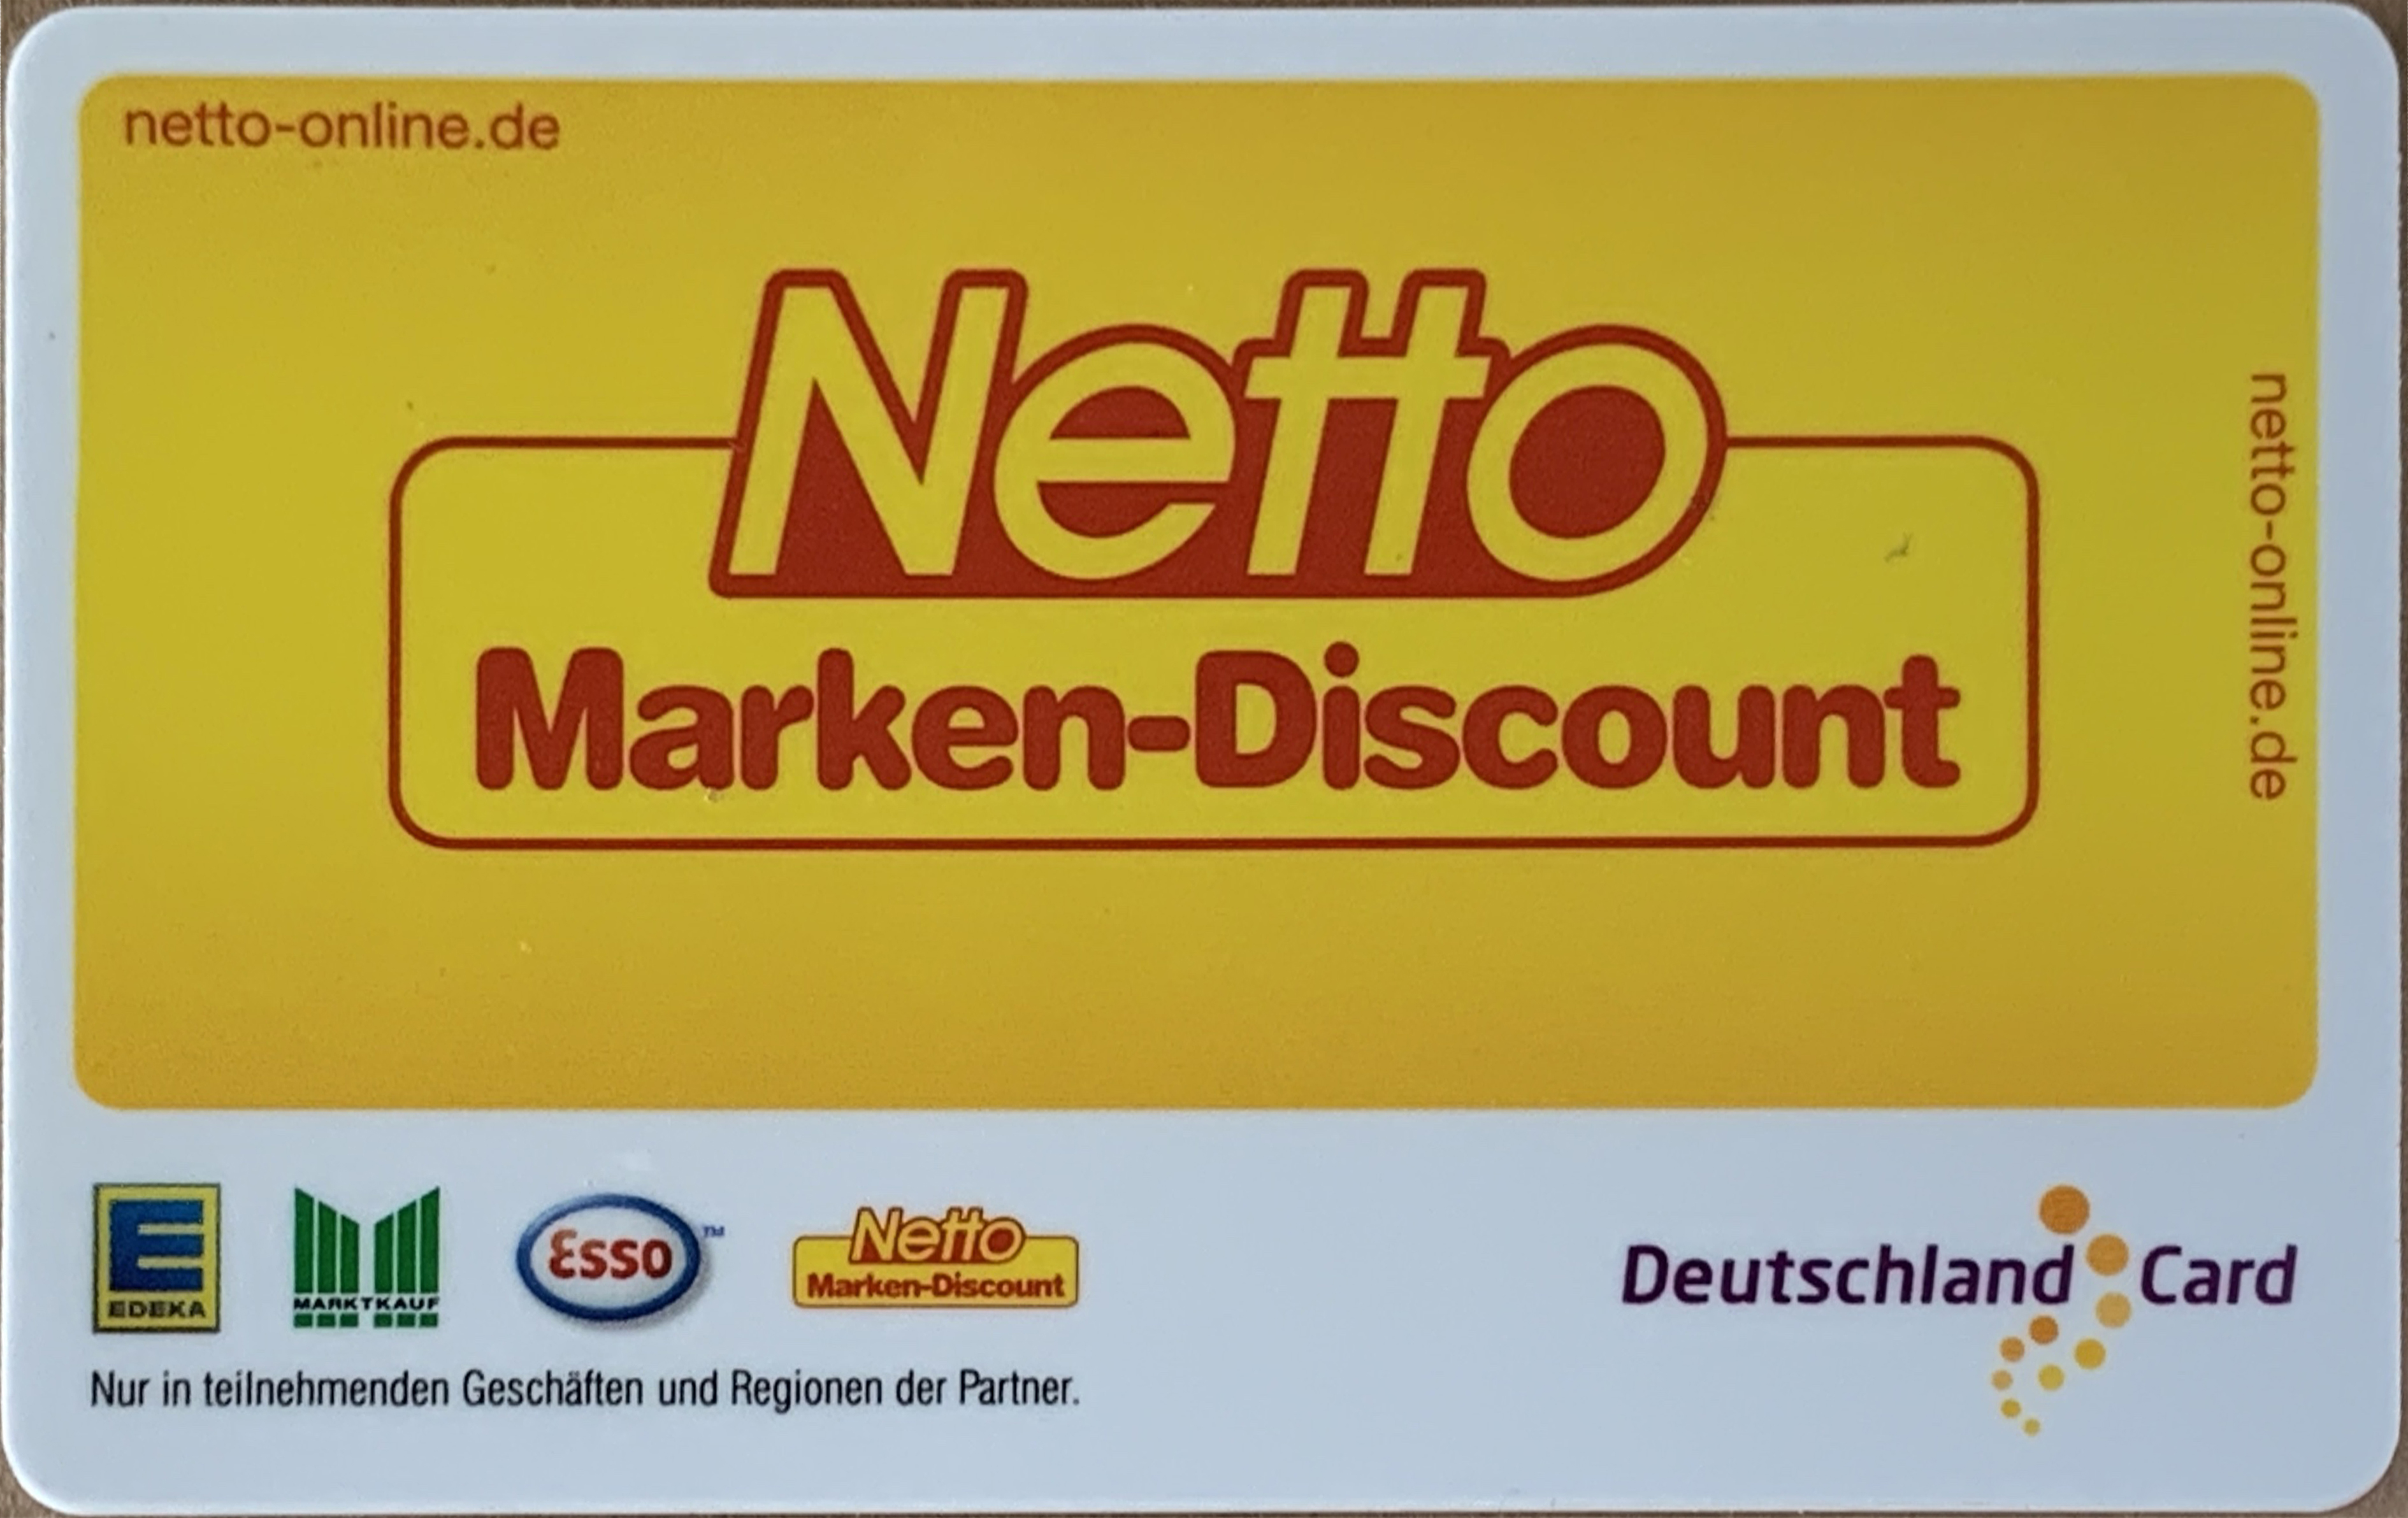 netto-online.de
Netto
Marken-Discount
netto-online.de
EDEKA
MARKTKAUF
Esso™
Netto
Marken-Discount
Deutschland Card
Nur in teilnehmenden Geschäften und Regionen der Partner.